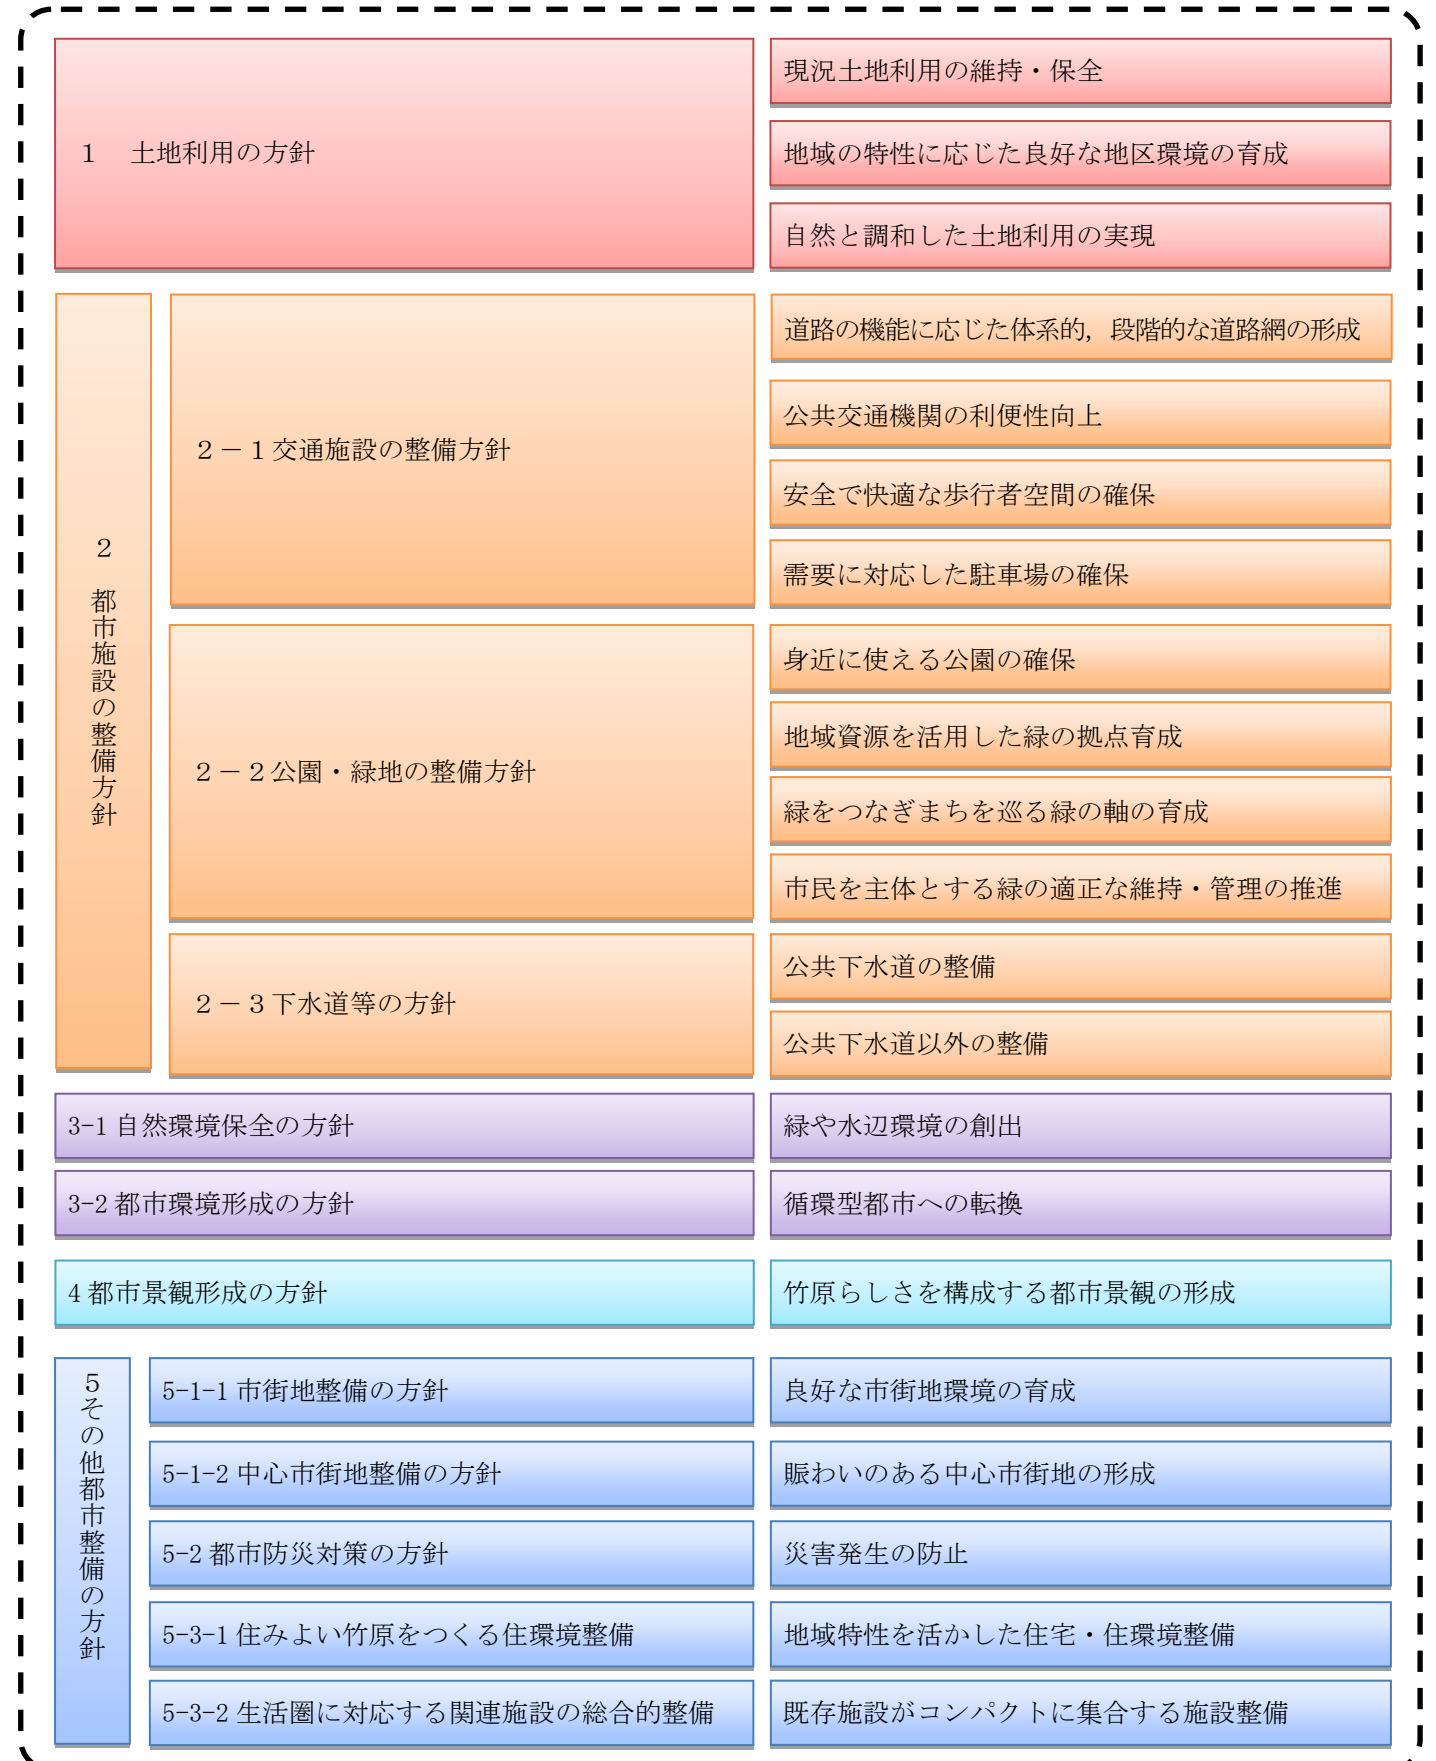 1　土地利用の方針
現況土地利用の維持・保全
地域の特性に応じた良好な地区環境の育成
自然と調和した土地利用の実現
2　都市施設の整備方針
2－1交通施設の整備方針
道路の機能に応じた体系的，段階的な道路網の形成
公共交通機関の利便性向上
安全で快適な歩行者空間の確保
需要に対応した駐車場の確保
2－2公園・緑地の整備方針
身近に使える公園の確保
地域資源を活用した緑の拠点育成
緑をつなぎまちを巡る緑の軸の育成
市民を主体とする緑の適正な維持・管理の推進
2－3下水道等の方針
公共下水道の整備
公共下水道以外の整備
3-1 自然環境保全の方針
緑や水辺環境の創出
3-2 都市環境形成の方針
循環型都市への転換
4 都市景観形成の方針
竹原らしさを構成する都市景観の形成
5その他都市整備の方針
5-1-1 市街地整備の方針
良好な市街地環境の育成
5-1-2 中心市街地整備の方針
賑わいのある中心市街地の形成
5-2 都市防災対策の方針
災害発生の防止
5-3-1 住みよい竹原をつくる住環境整備
地域特性を活かした住宅・住環境整備
5-3-2 生活圏に対応する関連施設の総合的整備
既存施設がコンパクトに集合する施設整備